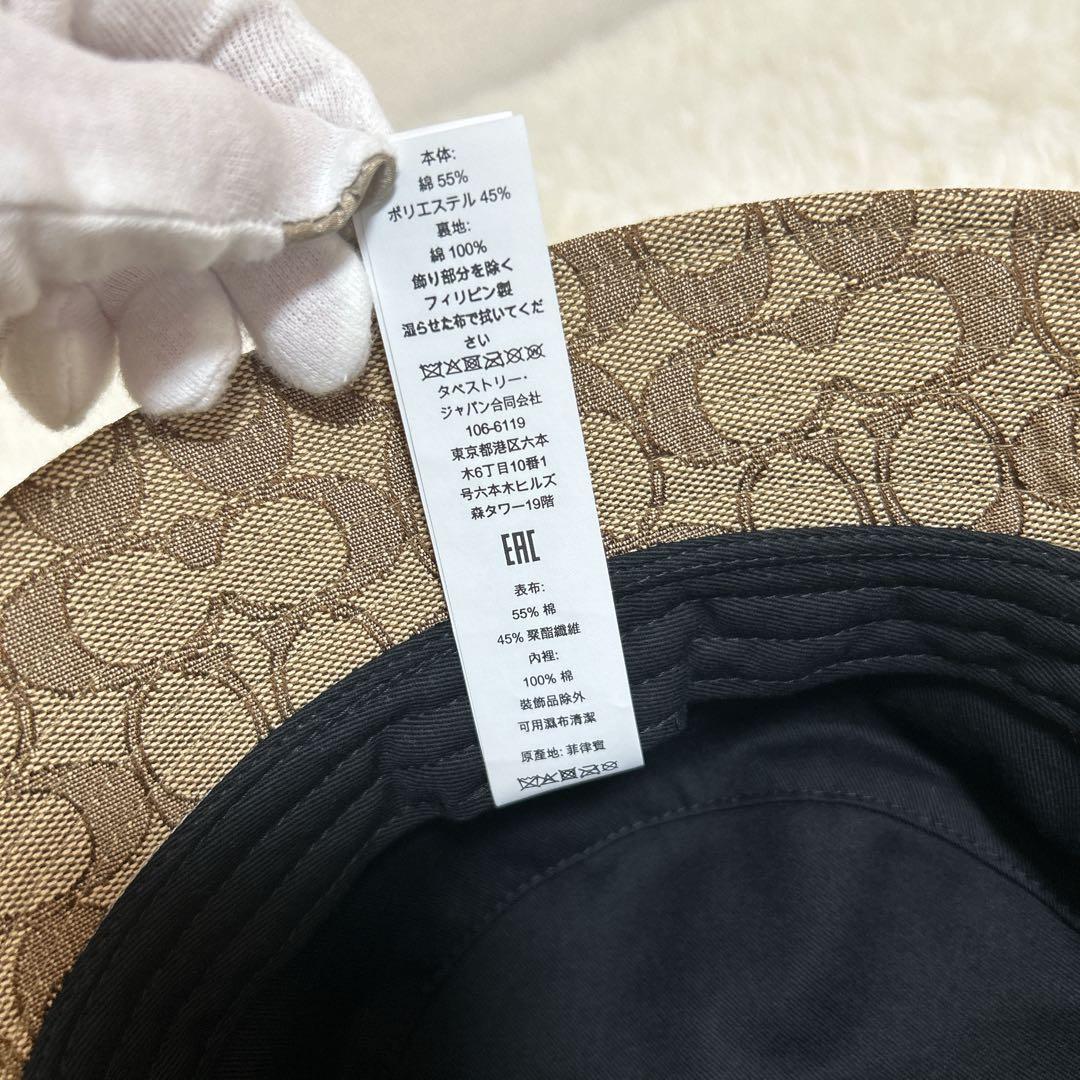 本体:
綿 55%
ポリエステル 45%
裏地:
綿 100%
飾り部分を除く
フィリピン製
湿らせた布で拭いてくだ
さい
タペストリー・
ジャパン合同会社
106-6119
東京都港区六本
木6丁目10番1
号六本木ヒルズ
森タワー19階
EAC
表布:
55% 棉
45% 聚酯纖維
內裡:
100% 棉
裝飾品除外
可用濕布清潔
原產地: 菲律賓